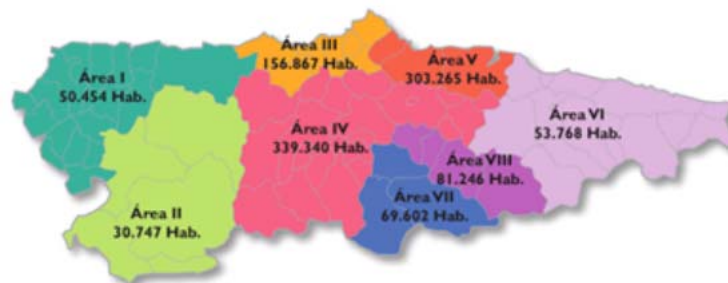 Área I
50.454 Hab.
Área II
30.747 Hab.
Área III
156.867 Hab.
Área IV
339.340 Hab.
Área V
303.265 Hab.
Área VI
53.768 Hab.
Área VII
69.602 Hab.
Área VIII
81.246 Hab.